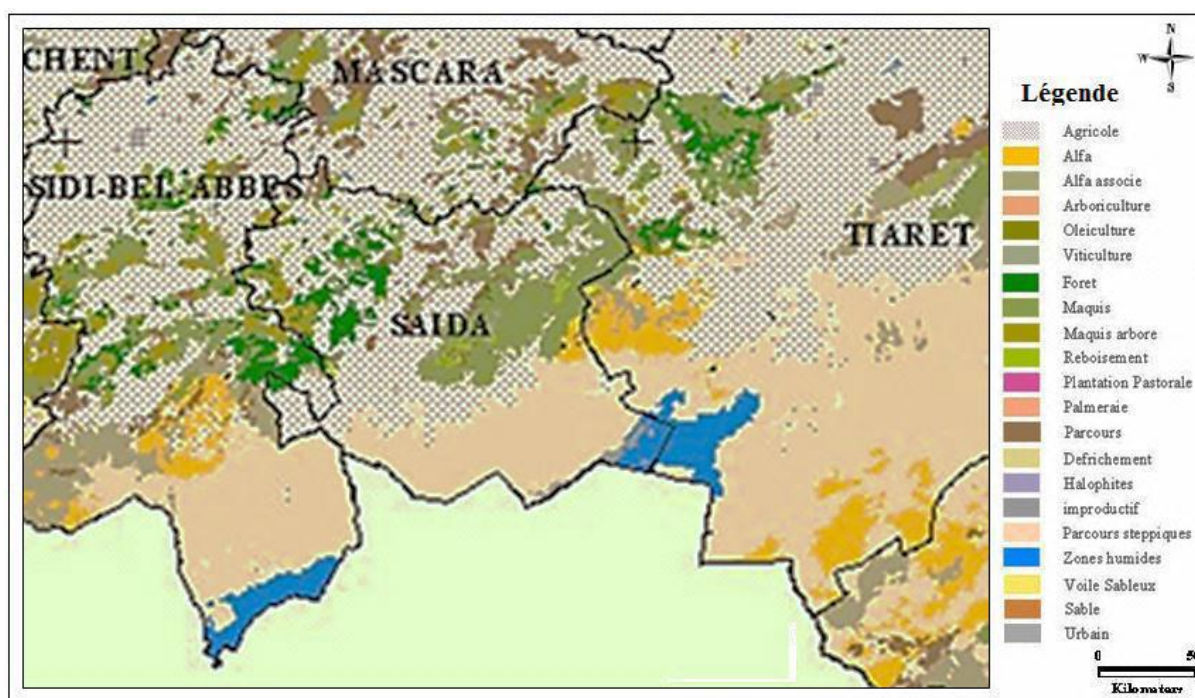 CHENT
MASCARA
SIDI-BEL-ABBES
TIARET
SAIDA
N
W
S
Légende
Agricole
Alfa
Alfa associe
Arboriculture
Oleiculture
Viticulture
Foret
Maquis
Maquis arbore
Reboisement
Plantation Pastorale
Palmeraie
Parcours
Defrichement
Halophites
improductif
Parcours steppiques
Zones humides
Voile Sableux
Sable
Urbain
0 50
Kilometers